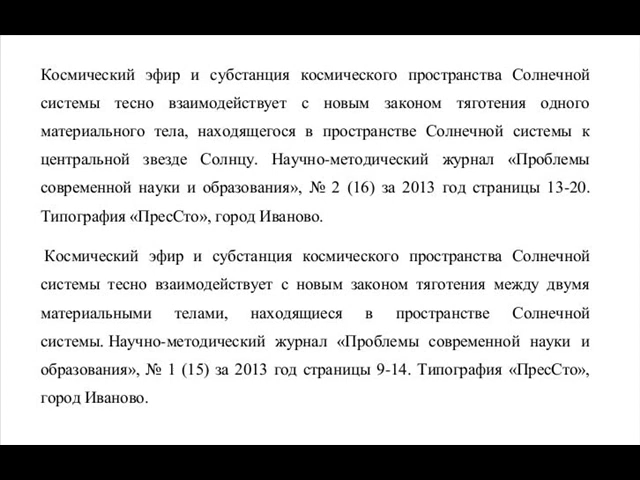 Космический эфир и субстанция космического пространства Солнечной
системы тесно взаимодействует с новым законом тяготения одного
материального тела, находящегося в пространстве Солнечной системы к
центральной звезде Солнцу. Научно-методический журнал «Проблемы
современной науки и образования», № 2 (16) за 2013 год страницы 13-20.
Типография «ПресСто», город Иваново.
Космический эфир и субстанция космического пространства Солнечной
системы тесно взаимодействует с новым законом тяготения между двумя
материальными телами, находящиеся в пространстве Солнечной
системы. Научно-методический журнал «Проблемы современной науки и
образования», № 1 (15) за 2013 год страницы 9-14. Типография «ПресСто»,
город Иваново.